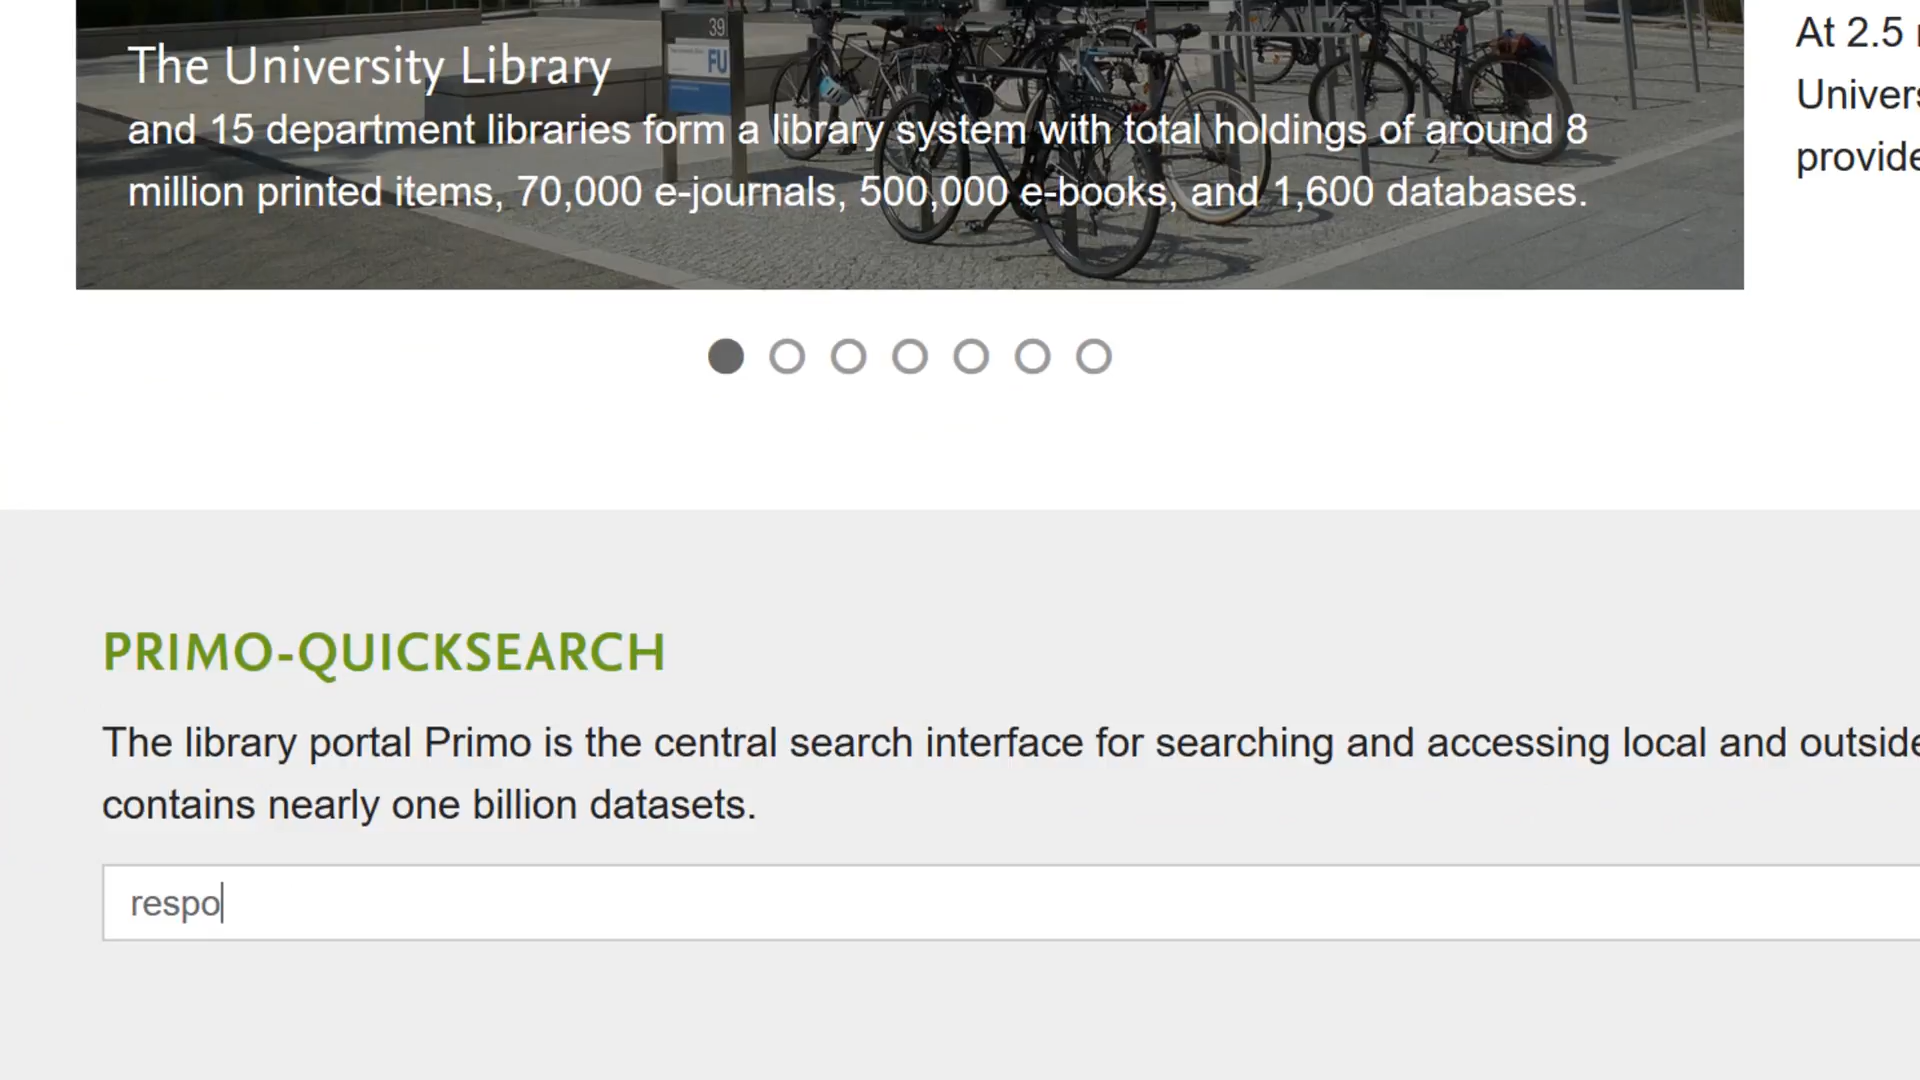 39
FU
The University Library
and 15 department libraries form a library system with total holdings of around 8
million printed items, 70,000 e-journals, 500,000 e-books, and 1,600 databases.
At 2.5
Univers
provide
PRIMO-QUICKSEARCH
The library portal Primo is the central search interface for searching and accessing local and outside
contains nearly one billion datasets.
respo